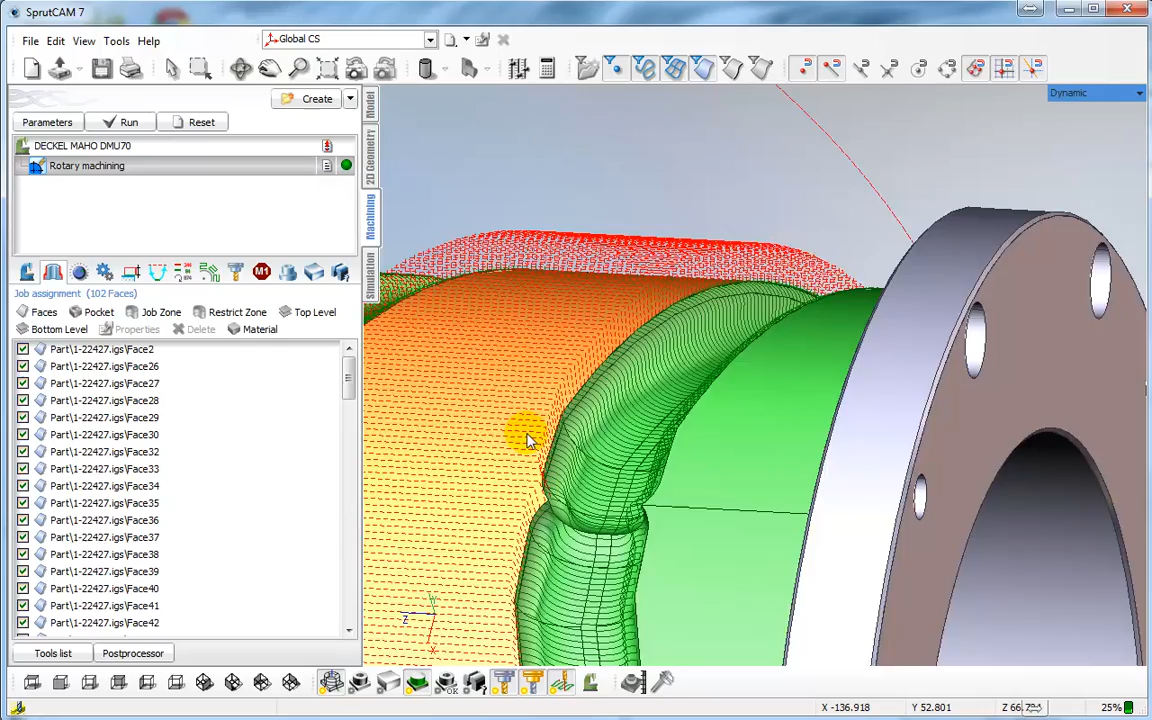 SprutCAM 7
File Edit View Tools Help
Global CS
Create
Parameters Run Reset
DECKEL MAHO DMU70
Rotary machining
Model
2D Geometry
Machining
Simulation
Dynamic
M1
Job assignment (102 Faces)
Faces Pocket Job Zone Restrict Zone Top Level
Bottom Level Properties Delete Material
Part\1-22427.igs\Face2
Part\1-22427.igs\Face26
Part\1-22427.igs\Face27
Part\1-22427.igs\Face28
Part\1-22427.igs\Face29
Part\1-22427.igs\Face30
Part\1-22427.igs\Face32
Part\1-22427.igs\Face33
Part\1-22427.igs\Face34
Part\1-22427.igs\Face35
Part\1-22427.igs\Face36
Part\1-22427.igs\Face37
Part\1-22427.igs\Face38
Part\1-22427.igs\Face39
Part\1-22427.igs\Face40
Part\1-22427.igs\Face41
Part\1-22427.igs\Face42
Y
Z
X
Tools list Postprocessor
OK
X -136.918 Y 52.801 25%